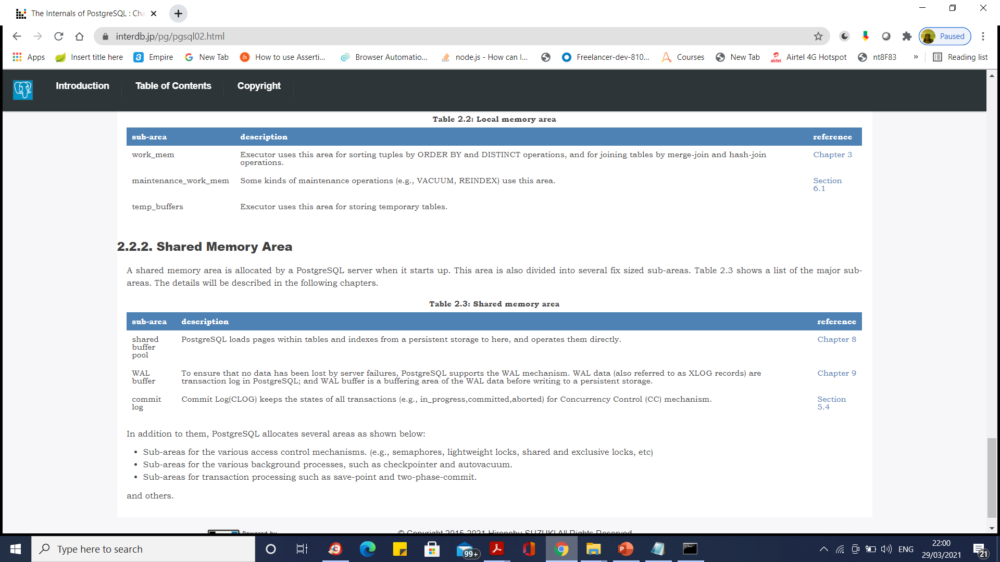 The Internals of PostgreSQL : Cha
interdb.jp/pg/pgsql02.html
Paused
Apps
Insert title here
Empire
New Tab
How to use Asserti...
Browser Automatio...
node.js - How can I...
Freelancer-dev-810...
Courses
New Tab
airtel
Airtel 4G Hotspot
nt8F83
»
Reading list
Introduction
Table of Contents
Copyright
Table 2.2: Local memory area
sub-area description reference
work_mem Executor uses this area for sorting tuples by ORDER BY and DISTINCT operations, and for joining tables by merge-join and hash-join Chapter 3
operations.
maintenance_work_mem Some kinds of maintenance operations (e.g., VACUUM, REINDEX) use this area. Section
6.1
temp_buffers Executor uses this area for storing temporary tables.
2.2.2. Shared Memory Area
A shared memory area is allocated by a PostgreSQL server when it starts up. This area is also divided into several fix sized sub-areas. Table 2.3 shows a list of the major sub-
areas. The details will be described in the following chapters.
Table 2.3: Shared memory area
sub-area description reference
shared PostgreSQL loads pages within tables and indexes from a persistent storage to here, and operates them directly. Chapter 8
buffer
pool
WAL To ensure that no data has been lost by server failures, PostgreSQL supports the WAL mechanism. WAL data (also referred to as XLOG records) are Chapter 9
buffer transaction log in PostgreSQL; and WAL buffer is a buffering area of the WAL data before writing to a persistent storage.
commit Commit Log(CLOG) keeps the states of all transactions (e.g., in_progress,committed,aborted) for Concurrency Control (CC) mechanism. Section
log 5.4
In addition to them, PostgreSQL allocates several areas as shown below:
• Sub-areas for the various access control mechanisms. (e.g., semaphores, lightweight locks, shared and exclusive locks, etc)
• Sub-areas for the various background processes, such as checkpointer and autovacuum.
• Sub-areas for transaction processing such as save-point and two-phase-commit.
and others.
Powered by
© Copyright 2015-2021 Hironobu SUZUKI All Rights Reserved
Type here to search
99+
ENG
22:00
29/03/2021
21